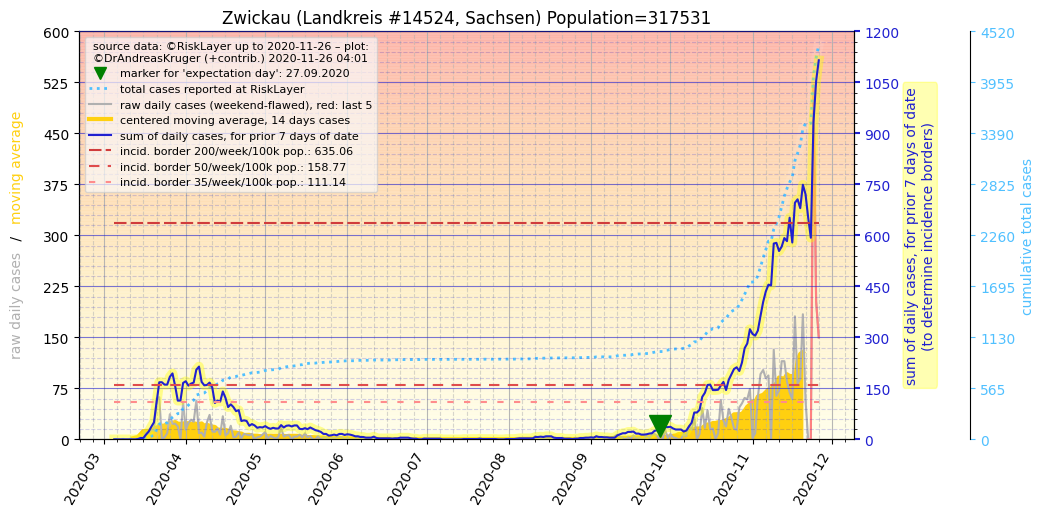 Zwickau (Landkreis #14524, Sachsen) Population=317531
source data: ©RiskLayer up to 2020-11-26 – plot:
©DrAndreasKruger (+contrib.) 2020-11-26 04:01
marker for 'expectation day': 27.09.2020
total cases reported at RiskLayer
raw daily cases (weekend-flawed), red: last 5
centered moving average, 14 days cases
sum of daily cases, for prior 7 days of date
incid. border 200/week/100k pop.: 635.06
incid. border 50/week/100k pop.: 158.77
incid. border 35/week/100k pop.: 111.14
raw daily cases / moving average
600
525
450
375
300
225
150
75
0
1200
1050
900
750
600
450
300
150
0
sum of daily cases, for prior 7 days of date
(to determine incidence borders)
4520
3955
3390
2825
2260
1695
1130
565
0
cumulative total cases
2020-03
2020-04
2020-05
2020-06
2020-07
2020-08
2020-09
2020-10
2020-11
2020-12